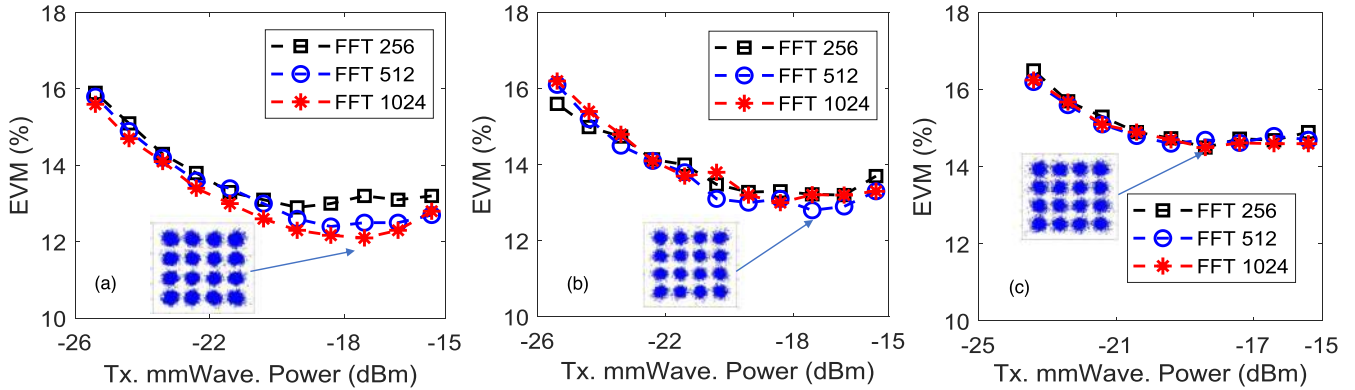 18
16
14
12
10
EVM (%)
FFT 256
FFT 512
FFT 1024
(a)
-26
-22
-18
-15
Tx. mmWave. Power (dBm)
18
16
14
12
10
EVM (%)
FFT 256
FFT 512
FFT 1024
(b)
-26
-22
-18
-15
Tx. mmWave. Power (dBm)
18
16
14
12
10
EVM (%)
FFT 256
FFT 512
FFT 1024
(c)
-25
-21
-17
-15
Tx. mmWave. Power (dBm)